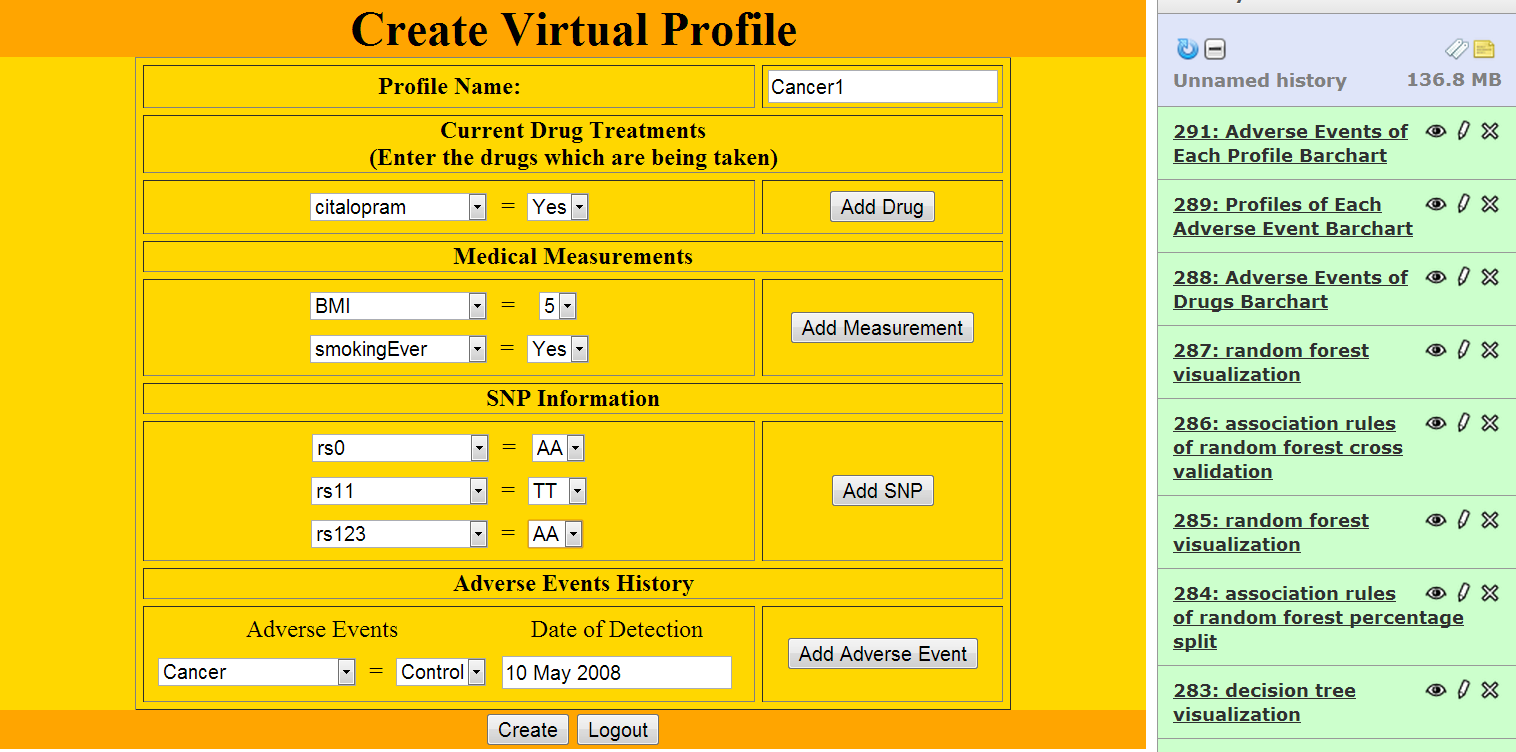 Create Virtual Profile
Profile Name:
Cancer1
Current Drug Treatments
(Enter the drugs which are being taken)
citalopram = Yes
Add Drug
Medical Measurements
BMI = 5
smokingEver = Yes
Add Measurement
SNP Information
rs0 = AA
rs11 = TT
rs123 = AA
Add SNP
Adverse Events History
Adverse Events Date of Detection
Cancer = Control 10 May 2008
Add Adverse Event
Create Logout
Unnamed history 136.8 MB
291: Adverse Events of
Each Profile Barchart
289: Profiles of Each
Adverse Event Barchart
288: Adverse Events of
Drugs Barchart
287: random forest
visualization
286: association rules
of random forest cross
validation
285: random forest
visualization
284: association rules
of random forest percentage
split
283: decision tree
visualization